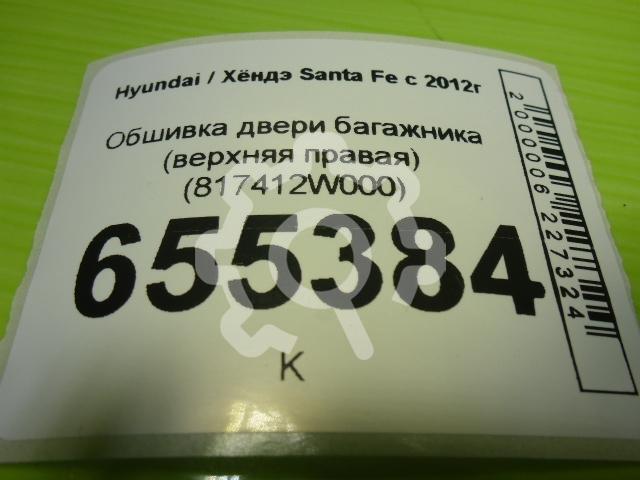 Hyundai / Хёндэ Santa Fe с 2012г
Обшивка двери багажника
(верхняя правая)
(817412W000)
655384
К
2000006227324